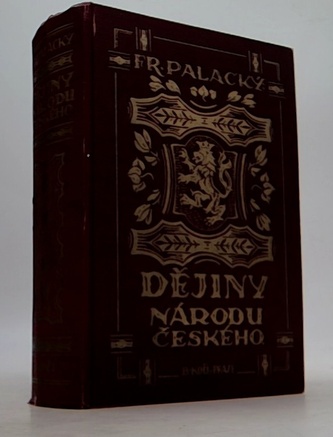 FR. PALACKÝ
DĚJINY
NÁRODU
ČESKÉHO